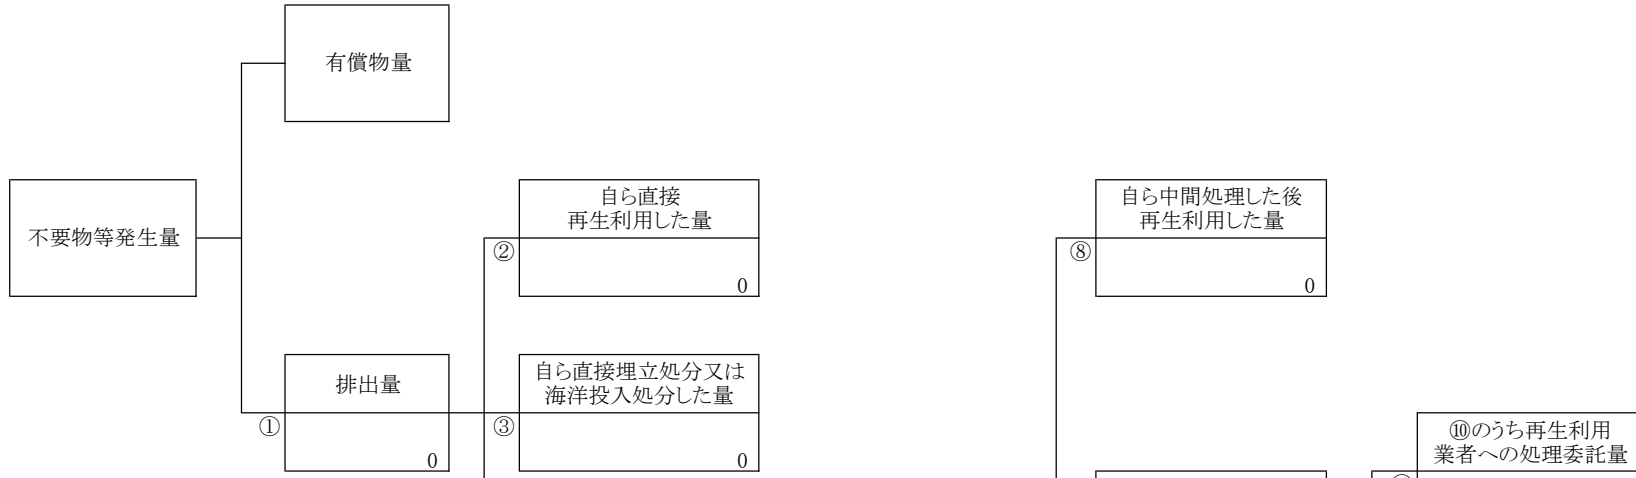 有償物量
不要物等発生量
自ら直接
再生利用した量
②
0
自ら中間処理した後
再生利用した量
⑧
0
排出量
①
0
自ら直接埋立処分又は
海洋投入処分した量
③
0
⑩のうち再生利用
業者への処理委託量